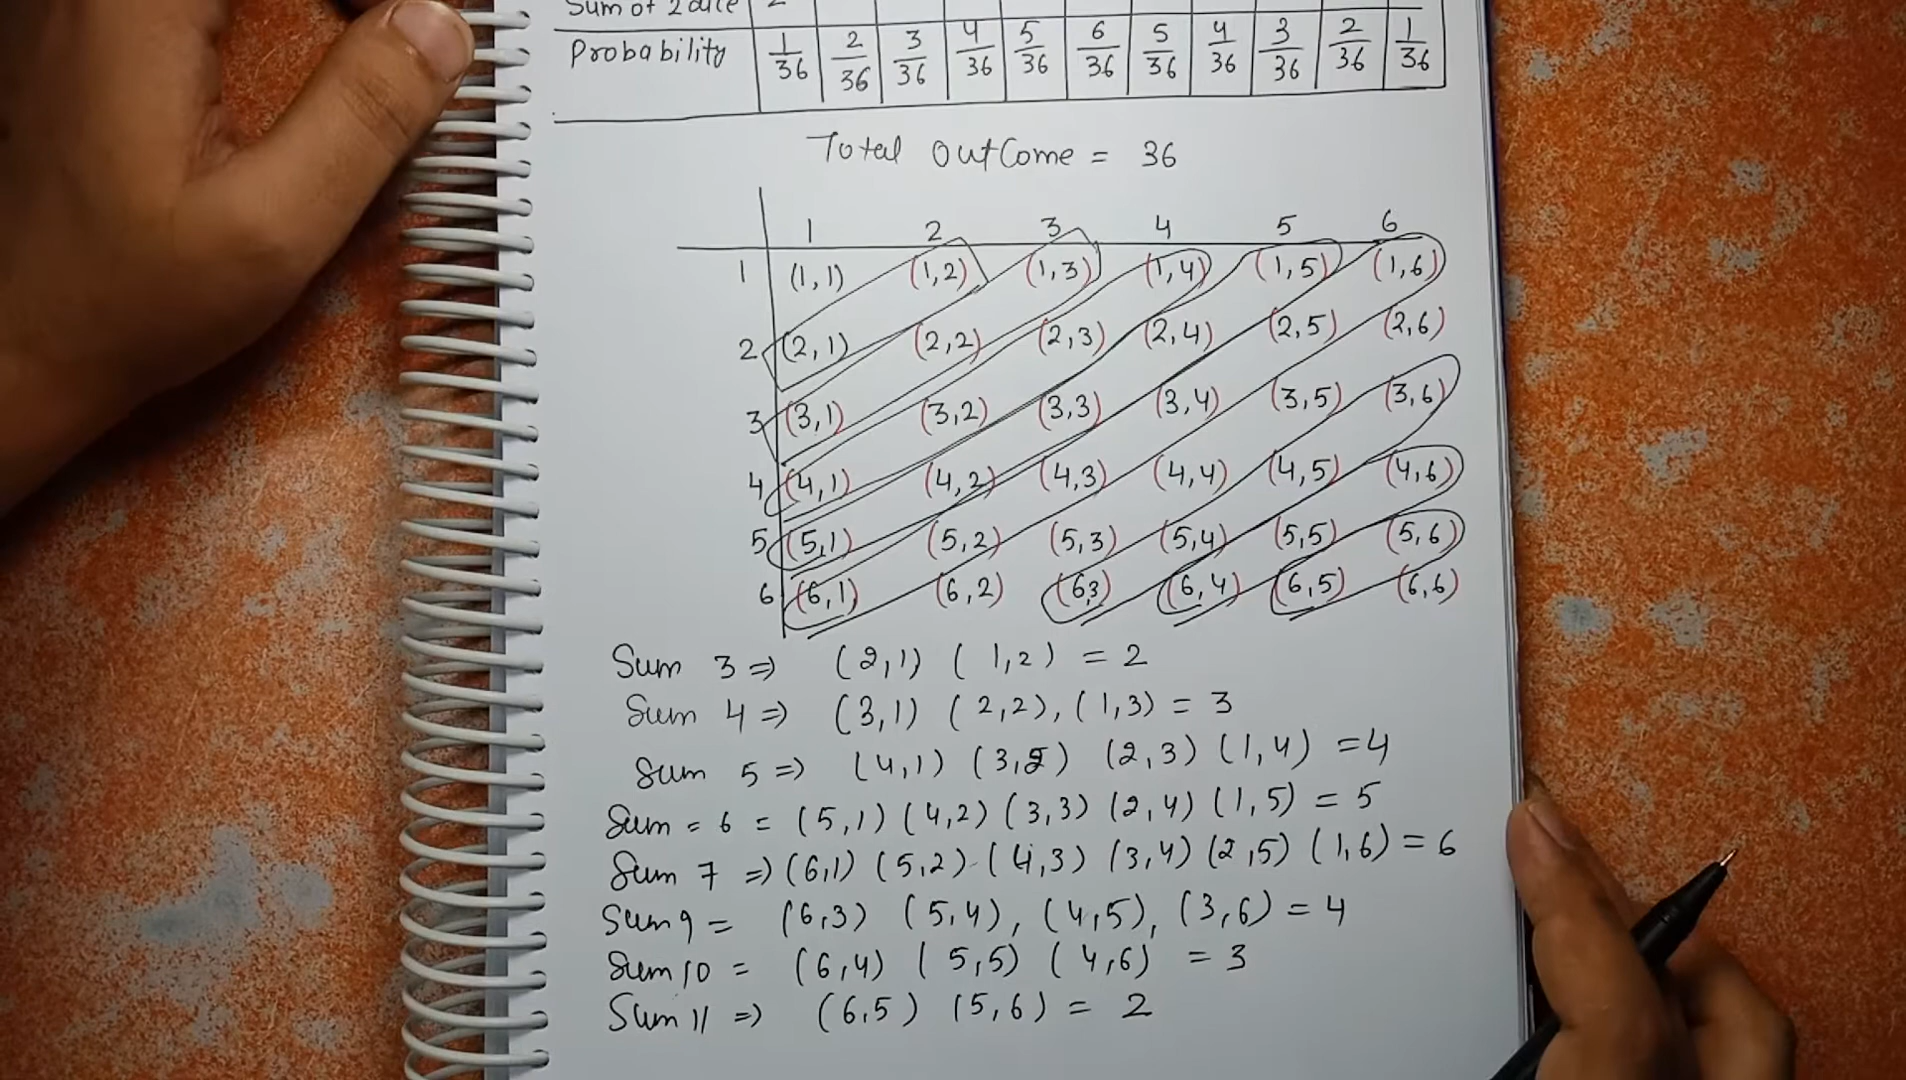 Sum of 2 dice 2
Probability 1/36 2/36 3/36 4/36 5/36 6/36 5/36 4/36 3/36 2/36 1/36
Total outCome = 36
1 2 3 4 5 6
1 (1,1) (1,2) (1,3) (1,4) (1,5) (1,6)
2 (2,1) (2,2) (2,3) (2,4) (2,5) (2,6)
3 (3,1) (3,2) (3,3) (3,4) (3,5) (3,6)
4 (4,1) (4,2) (4,3) (4,4) (4,5) (4,6)
5 (5,1) (5,2) (5,3) (5,4) (5,5) (5,6)
6 (6,1) (6,2) (6,3) (6,4) (6,5) (6,6)
Sum 3 => (2,1) (1,2) = 2
Sum 4 => (3,1) (2,2), (1,3) = 3
Sum 5 => (4,1) (3,2) (2,3) (1,4) = 4
Sum = 6 = (5,1) (4,2) (3,3) (2,4) (1,5) = 5
Sum 7 => (6,1) (5,2) (4,3) (3,4) (2,5) (1,6) = 6
Sum 9 = (6,3) (5,4), (4,5), (3,6) = 4
Sum 10 = (6,4) (5,5) (4,6) = 3
Sum 11 => (6,5) (5,6) = 2